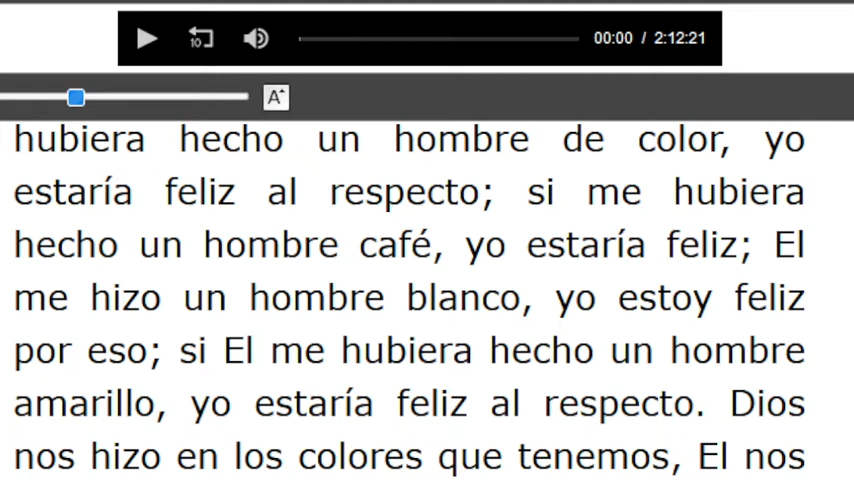 10
00:00 / 2:12:21
A
hubiera hecho un hombre de color, yo
estaría feliz al respecto; si me hubiera
hecho un hombre café, yo estaría feliz; El
me hizo un hombre blanco, yo estoy feliz
por eso; si El me hubiera hecho un hombre
amarillo, yo estaría feliz al respecto. Dios
nos hizo en los colores que tenemos, El nos